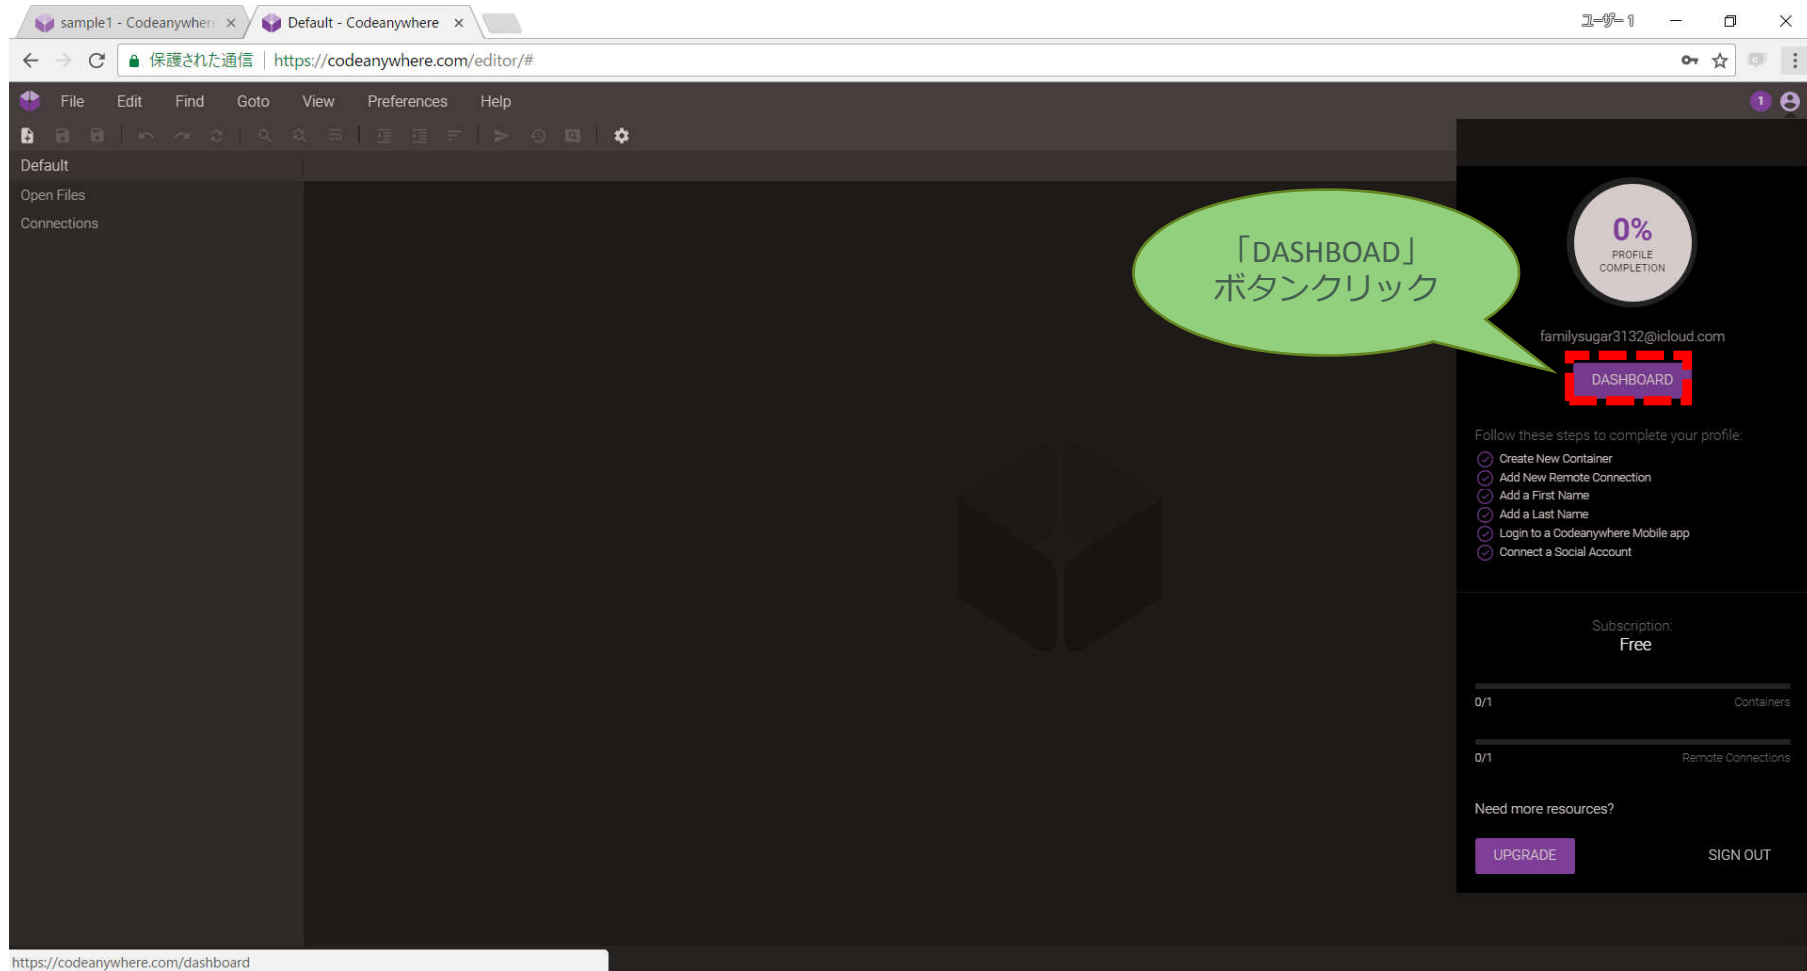 sample1 - Codeanywhere
Default - Codeanywhere
ユーザー 1
保護された通信 | https://codeanywhere.com/editor/#
File Edit Find Goto View Preferences Help
1
Default
Open Files
Connections
「DASHBOAD」
ボタンクリック
0%
PROFILE
COMPLETION
familysugar3132@icloud.com
DASHBOARD
Follow these steps to complete your profile:
Create New Container
Add New Remote Connection
Add a First Name
Add a Last Name
Login to a Codeanywhere Mobile app
Connect a Social Account
Subscription:
Free
0/1 Containers
0/1 Remote Connections
Need more resources?
UPGRADE SIGN OUT
https://codeanywhere.com/dashboard